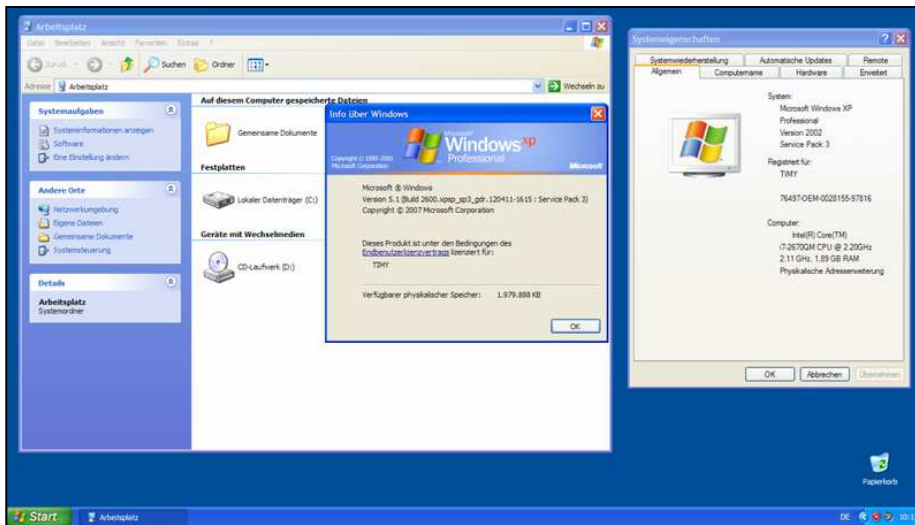 Arbeitsplatz
Datei Bearbeiten Ansicht Favoriten Extras ?
Zurück Suchen Ordner
Adresse Arbeitsplatz Wechseln zu
Systemaufgaben
Systeminformationen anzeigen
Software
Eine Einstellung ändern
Andere Orte
Netzwerkumgebung
Eigene Dateien
Gemeinsame Dokumente
Systemsteuerung
Details
Arbeitsplatz
Systemordner
Auf diesem Computer gespeicherte Dateien
Gemeinsame Dokumente
Festplatten
Lokaler Datenträger (C:)
Geräte mit Wechselmedien
CD-Laufwerk (D:)
Info über Windows
Microsoft
Windows xp
Professional
Copyright © 1985-2001
Microsoft Corporation
Microsoft
Microsoft ® Windows
Version 5.1 (Build 2600.xpsp_sp3_gdr.120411-1615 : Service Pack 3)
Copyright © 2007 Microsoft Corporation
Dieses Produkt ist unter den Bedingungen des
Endbenutzerlizenzvertrags lizenziert für:
TIMY
Verfügbarer physikalischer Speicher: 1.979.888 KB
OK
Systemeigenschaften
Systemwiederherstellung Automatische Updates Remote
Allgemein Computername Hardware Erweitert
System:
Microsoft Windows XP
Professional
Version 2002
Service Pack 3
Registriert für:
TIMY
76497-OEM-0028155-97816
Computer:
Intel(R) Core(TM)
i7-2670QM CPU @ 2.20GHz
2.11 GHz, 1,89 GB RAM
Physikalische Adresserweiterung
OK Abbrechen Übernehmen
Papierkorb
Start Arbeitsplatz DE